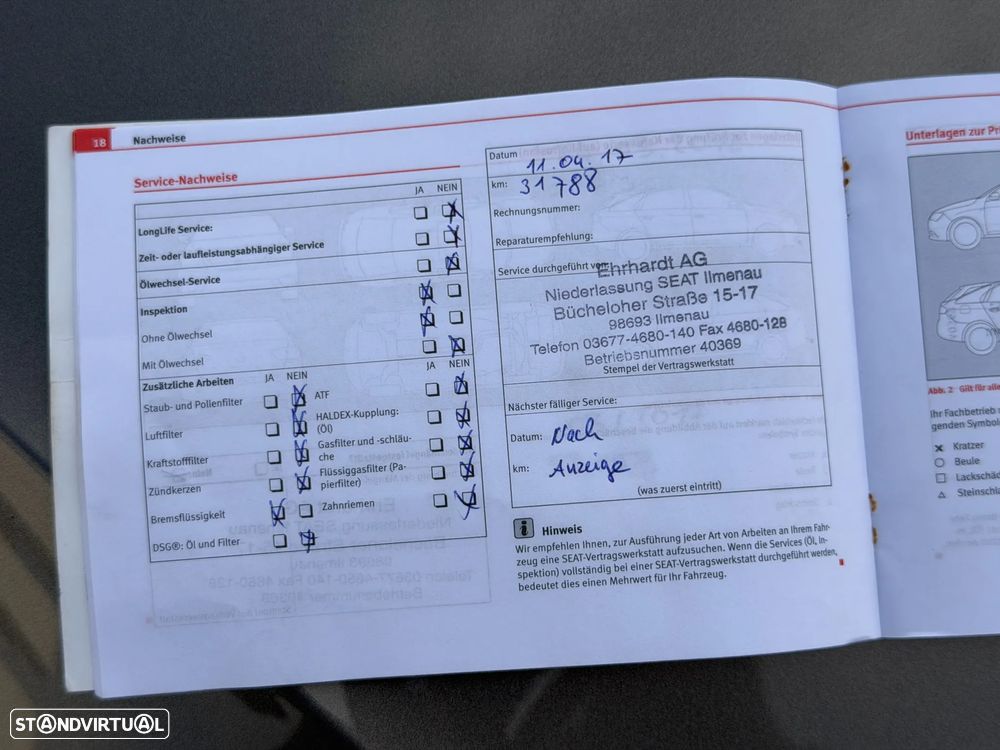 18 Nachweise
Service-Nachweise
JA NEIN
LongLife Service:
Zeit- oder laufleistungsabhängiger Service
Ölwechsel-Service
Inspektion
Ohne Ölwechsel
Mit Ölwechsel
Zusätzliche Arbeiten JA NEIN JA NEIN
Staub- und Pollenfilter
Luftfilter
Kraftstofffilter
Zündkerzen
Bremsflüssigkeit
DSG®: Öl und Filter
ATF
HALDEX-Kupplung:
(Öl)
Gasfilter und -schläu-
che
Flüssiggasfilter (Pa-
pierfilter)
Zahnriemen
Datum 11.04.17
km: 31788
Rechnungsnummer:
Reparaturempfehlung:
Service durchgeführt von:
Ehrhardt AG
Niederlassung SEAT Ilmenau
Bücheloher Straße 15-17
98693 Ilmenau
Telefon 03677-4680-140 Fax 4680-128
Betriebsnummer 40369
Stempel der Vertragswerkstatt
Nächster fälliger Service:
Datum: Nach
km: Anzeige
(was zuerst eintritt)
i Hinweis
Wir empfehlen Ihnen, zur Ausführung jeder Art von Arbeiten an Ihrem Fahr-
zeug eine SEAT-Vertragswerkstatt aufzusuchen. Wenn die Services (Öl, In-
spektion) vollständig bei einer SEAT-Vertragswerkstatt durchgeführt werden,
bedeutet dies einen Mehrwert für Ihr Fahrzeug.
Unterlagen zur
Abb. 2 Gilt für
Ihr Fachbetrieb
genden
Kratzer
Beule
STANDVIRTUAL